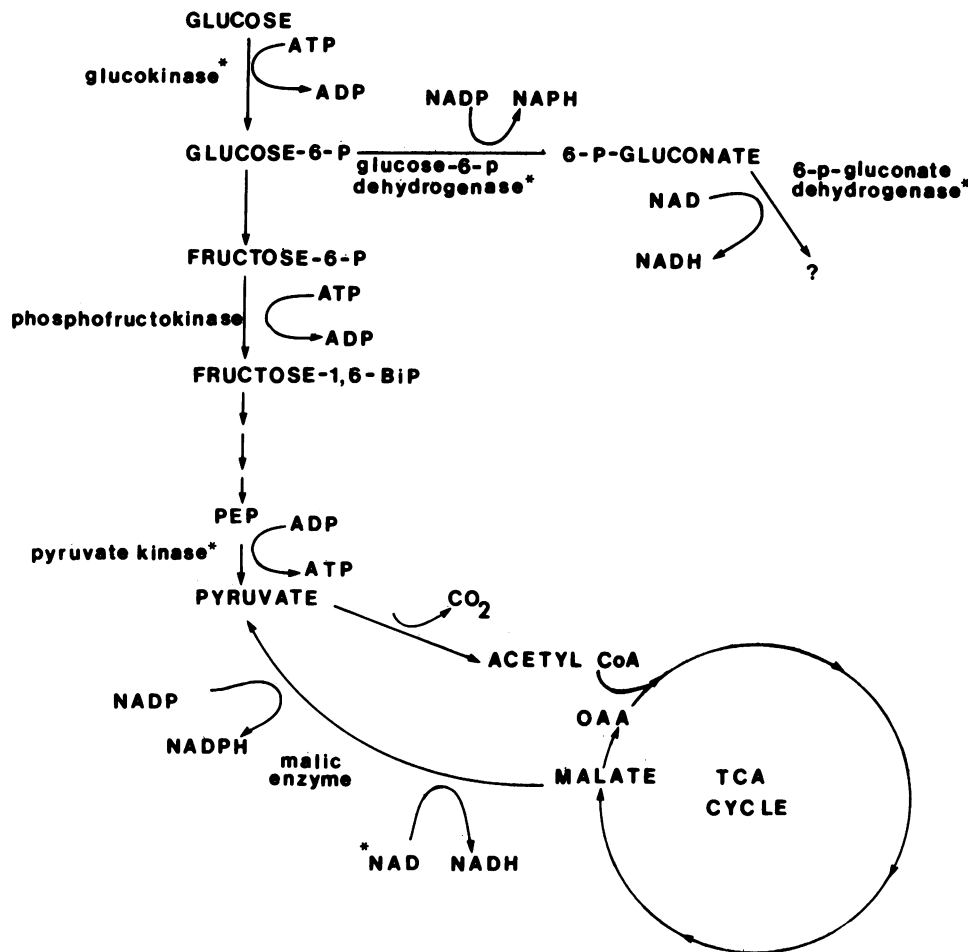 GLUCOSE
ATP
glucokinase*
ADP
NADP NAPH
GLUCOSE-6-P
glucose-6-p
dehydrogenase*
6-P-GLUCONATE
6-p-gluconate
dehydrogenase*
NAD
NADH
?
FRUCTOSE-6-P
ATP
phosphofructokinase
ADP
FRUCTOSE-1,6-BiP
PEP
ADP
pyruvate kinase*
ATP
PYRUVATE
CO2
ACETYL CoA
NADP
OAA
NADPH
malic
enzyme
MALATE
TCA
CYCLE
*NAD NADH